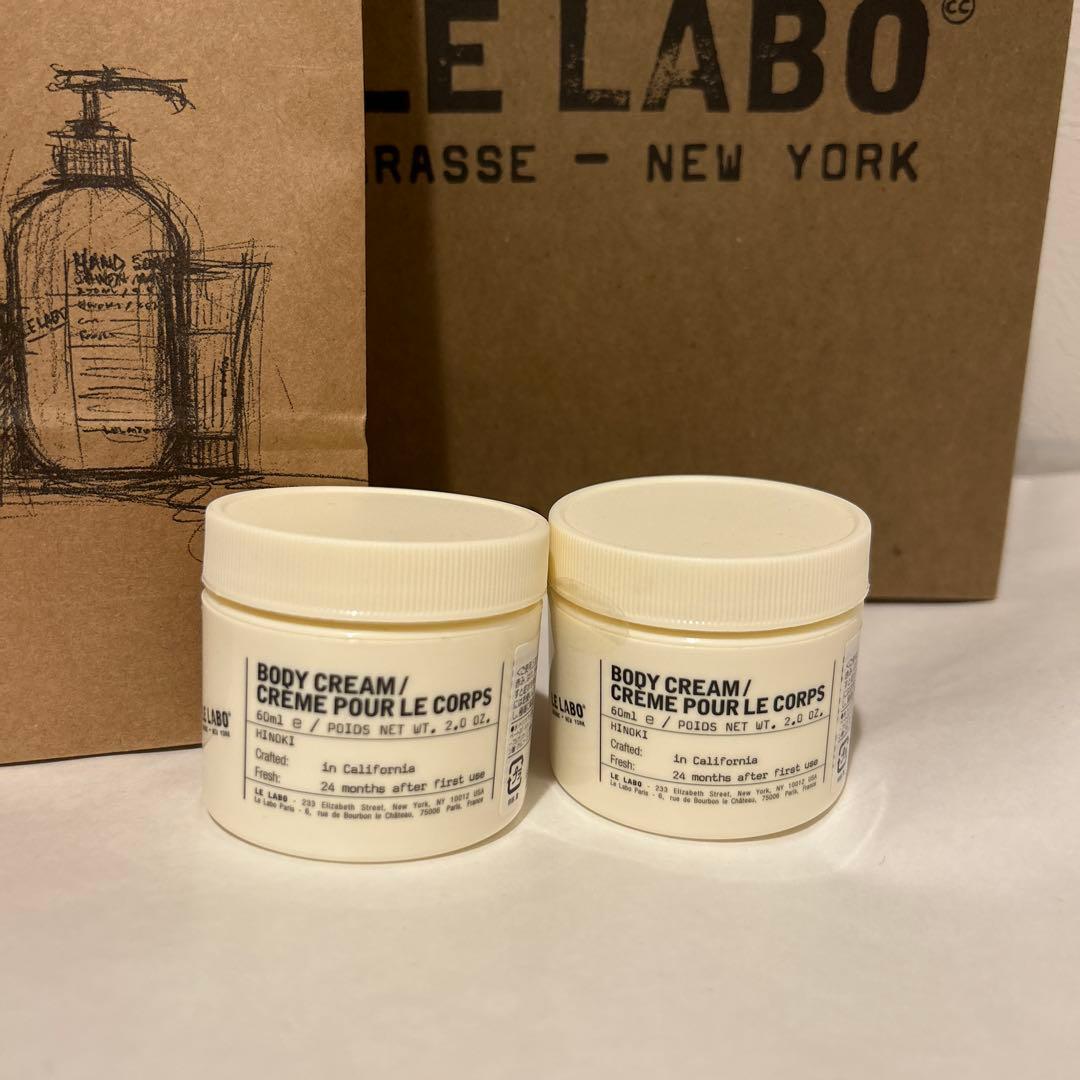 LE LABO
RASSE — NEW YORK
HAND SOAP
LE LABO
LE LABO
LE LABO®
BODY CREAM/
CRÈME POUR LE CORPS
60ml e / POIDS NET WT. 2.0 OZ.
HINOKI
Crafted: in California
Fresh: 24 months after first use
LE LABO - 233 Elizabeth Street, New York, NY 10012 USA
Le Labo Paris - 6, rue de Bourbon le Château, 75006 Paris, France
LE LABO®
BODY CREAM/
CRÈME POUR LE CORPS
60ml e / POIDS NET WT. 2.0 OZ.
HINOKI
Crafted: in California
Fresh: 24 months after first use
LE LABO - 233 Elizabeth Street, New York, NY 10012 USA
Le Labo Paris - 6, rue de Bourbon le Château, 75006 Paris, France